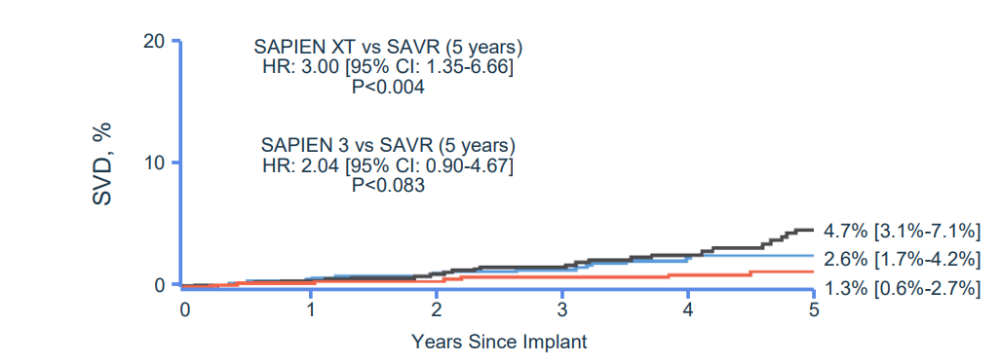 20
SAPIEN XT vs SAVR (5 years)
HR: 3.00 [95% CI: 1.35-6.66]
P<0.004
SAPIEN 3 vs SAVR (5 years)
HR: 2.04 [95% CI: 0.90-4.67]
P<0.083
10
SVD, %
4.7% [3.1%-7.1%]
2.6% [1.7%-4.2%]
1.3% [0.6%-2.7%]
0
0 1 2 3 4 5
Years Since Implant